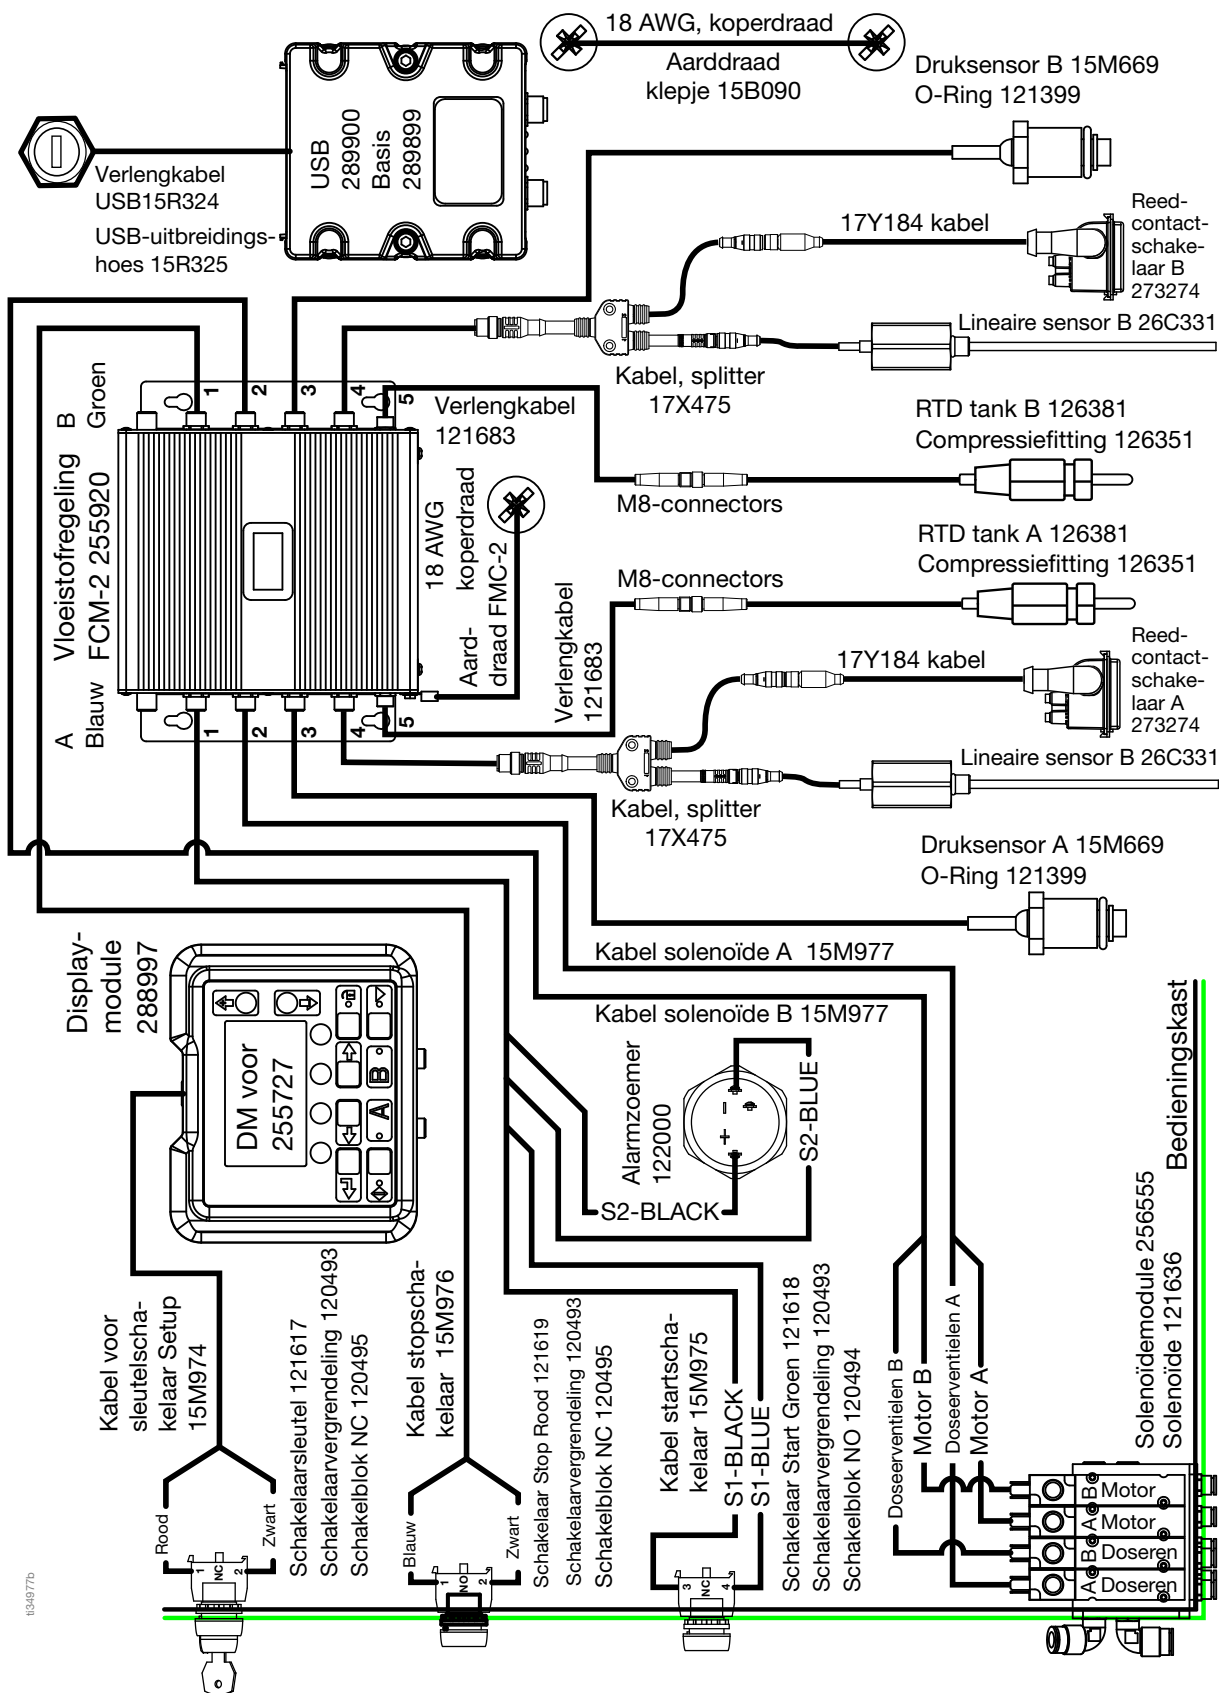 18 AWG, koperdraad
Aarddraad
klepje 15B090
Druksensor B 15M669
O-Ring 121399
USB
289900
Basis
289899
Verlengkabel
USB15R324
USB-uitbreidings-
hoes 15R325
17Y184 kabel
Reed-
contact-
schake-
laar B
273274
Lineaire sensor B 26C331
Kabel, splitter
17X475
B
Groen
1
2
3
4
5
Verlengkabel
121683
RTD tank B 126381
Compressiefitting 126351
M8-connectors
Vloeistofregeling
FCM-2 255920
18 AWG
koperdraad
Aard-
draad FMC-2
RTD tank A 126381
Compressiefitting 126351
M8-connectors
Verlengkabel
121683
A
Blauw
1
2
3
4
5
17Y184 kabel
Reed-
contact-
schake-
laar A
273274
Lineaire sensor B 26C331
Kabel, splitter
17X475
Druksensor A 15M669
O-Ring 121399
Display-
module
288997
DM voor
255727
A
B
Kabel solenoïde A 15M977
Kabel solenoïde B 15M977
Alarmzoemer
122000
+
−
S2-BLUE
S2-BLACK
Bedieningskast
Kabel voor
sleutelscha-
kelaar Setup
15M974
Schakelaarsleutel 121617
Schakelaarvergrendeling 120493
Schakelblok NC 120495
Rood
Zwart
1
NC
2
Kabel stopscha-
kelaar 15M976
Schakelaar Stop Rood 121619
Schakelaarvergrendeling 120493
Schakelblok NC 120495
Blauw
Zwart
1
NO
2
Kabel startscha-
kelaar 15M975
S1-BLACK
S1-BLUE
Schakelaar Start Groen 121618
Schakelaarvergrendeling 120493
Schakelblok NO 120494
3
NC
4
Doseerventielen B
Motor B
Doseerventielen A
Motor A
Solenoïdemodule 256555
Solenoïde 121636
B Motor
A Motor
B Doseren
A Doseren
ti34977b